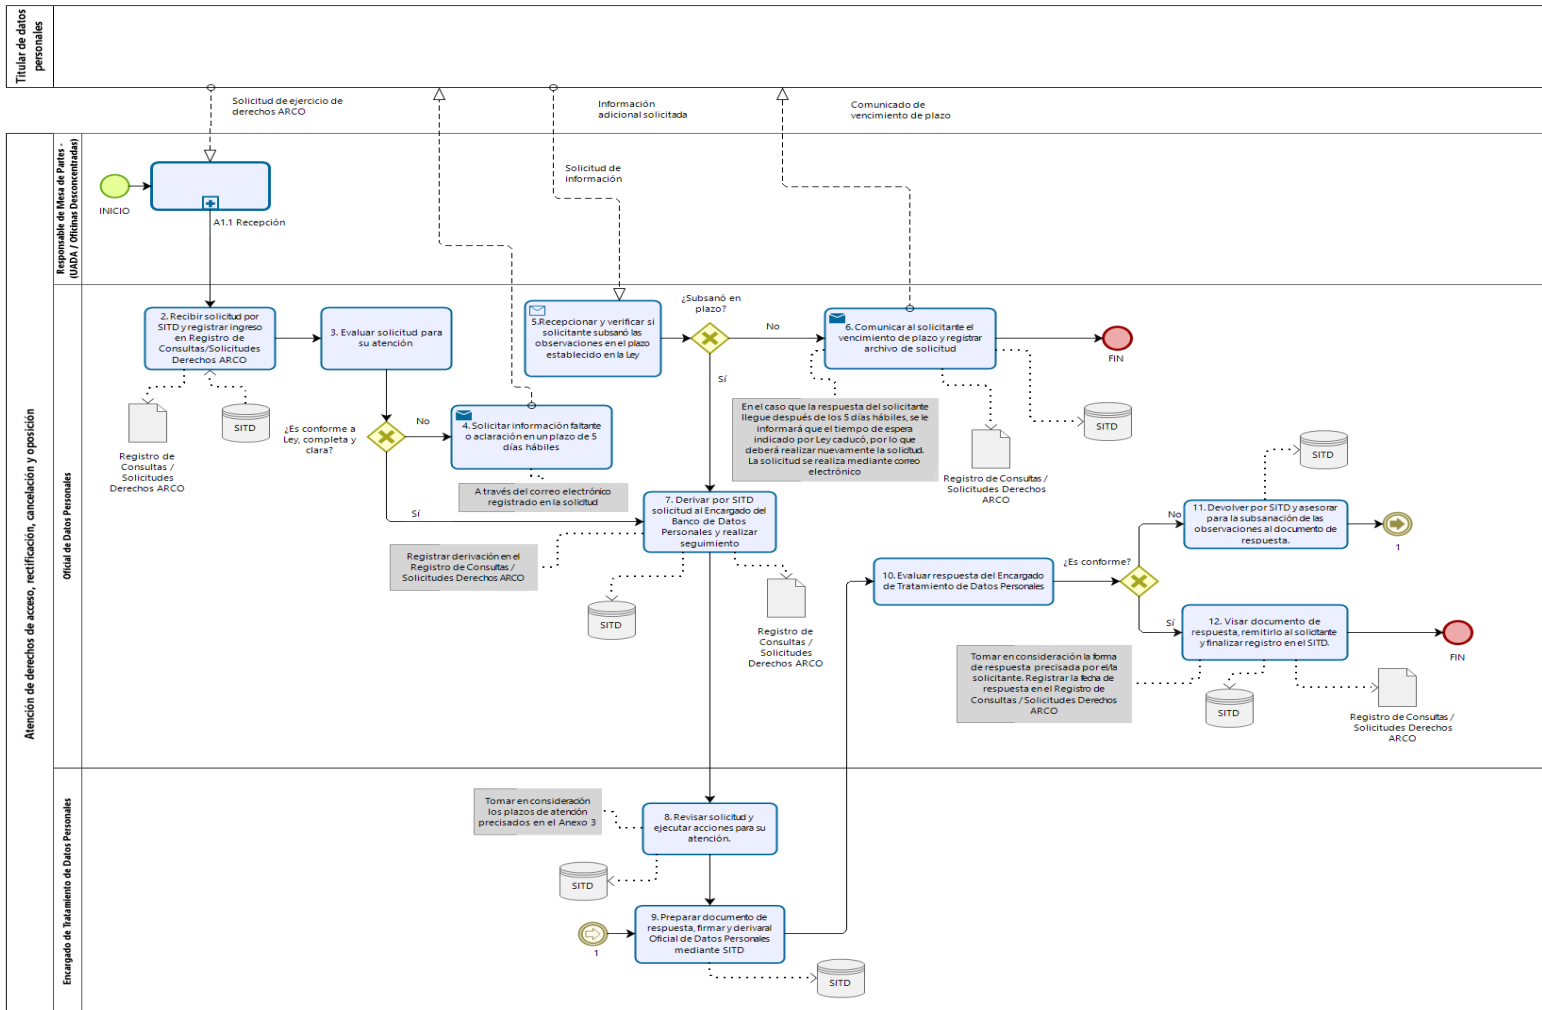 Titular de datos
personales
Solicitud de ejercicio de
derechos ARCO
Información
adicional solicitada
Comunicado de
vencimiento de plazo
Atención de derechos de acceso, rectificación, cancelación y oposición
Responsable de Mesa de Partes -
(UADA / Oficinas Desconcentradas)
INICIO
A1.1 Recepción
Solicitud de
información
Oficial de Datos Personales
2. Recibir solicitud por
SITD y registrar ingreso
en Registro de
Consultas/Solicitudes
Derechos ARCO
3. Evaluar solicitud para
su atención
5.Recepcionar y verificar si
solicitante subsanó las
observaciones en el plazo
establecido en la Ley
¿Subsanó en
plazo?
No
Sí
6. Comunicar al solicitante el
vencimiento de plazo y registrar
archivo de solicitud
FIN
Registro de
Consultas /
Solicitudes
Derechos ARCO
SITD
¿Es conforme a
Ley, completa y
clara?
No
Sí
4. Solicitar información faltante
o aclaración en un plazo de 5
días hábiles
A través del correo electrónico
registrado en la solicitud
En el caso que la respuesta del solicitante
llegue después de los 5 días hábiles, se le
informará que el tiempo de espera
indicado por Ley caducó, por lo que
deberá realizar nuevamente la solicitud.
La solicitud se realiza mediante correo
electrónico
Registro de Consultas /
Solicitudes Derechos
ARCO
SITD
7. Derivar por SITD
solicitud al Encargado del
Banco de Datos
Personales y realizar
seguimiento
Registrar derivación en el
Registro de Consultas /
Solicitudes Derechos ARCO
SITD
Registro de
Consultas /
Solicitudes
Derechos ARCO
10. Evaluar respuesta del Encargado
de Tratamiento de Datos Personales
¿Es conforme?
No
Sí
SITD
11. Devolver por SITD y asesorar
para la subsanación de las
observaciones al documento de
respuesta.
1
12. Visar documento de
respuesta, remitirlo al solicitante
y finalizar registro en el SITD.
FIN
Tomar en consideración la forma
de respuesta precisada por el/la
solicitante. Registrar la fecha de
respuesta en el Registro de
Consultas / Solicitudes Derechos
ARCO
SITD
Registro de Consultas /
Solicitudes Derechos
ARCO
Encargado de Tratamiento de Datos Personales
Tomar en consideración
los plazos de atención
precisados en el Anexo 3
8. Revisar solicitud y
ejecutar acciones para su
atención.
SITD
1
9. Preparar documento de
respuesta, firmar y derivar al
Oficial de Datos Personales
mediante SITD
SITD